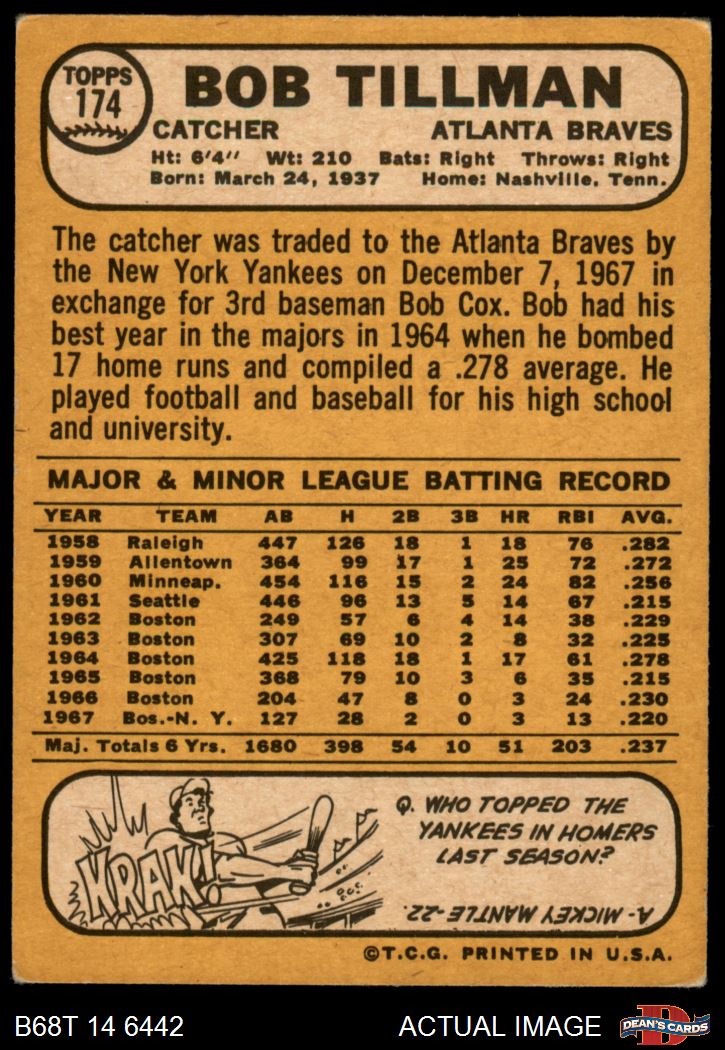 TOPPS
174
BOB TILLMAN
CATCHER ATLANTA BRAVES
Ht: 6'4" Wt: 210 Bats: Right Throws: Right
Born: March 24, 1937 Home: Nashville, Tenn.
The catcher was traded to the Atlanta Braves by
the New York Yankees on December 7, 1967 in
exchange for 3rd baseman Bob Cox. Bob had his
best year in the majors in 1964 when he bombed
17 home runs and compiled a .278 average. He
played football and baseball for his high school
and university.
MAJOR & MINOR LEAGUE BATTING RECORD
YEAR TEAM AB H 2B 3B HR RBI AVG.
1958 Raleigh 447 126 18 1 18 76 .282
1959 Allentown 364 99 17 1 25 72 .272
1960 Minneap. 454 116 15 2 24 82 .256
1961 Seattle 446 96 13 5 14 67 .215
1962 Boston 249 57 6 4 14 38 .229
1963 Boston 307 69 10 2 8 32 .225
1964 Boston 425 118 18 1 17 61 .278
1965 Boston 368 79 10 3 6 35 .215
1966 Boston 204 47 8 0 3 24 .230
1967 Bos.-N. Y. 127 28 2 0 3 13 .220
Maj. Totals 6 Yrs. 1680 398 54 10 51 203 .237
KRAK!
Q. WHO TOPPED THE
YANKEES IN HOMERS
LAST SEASON?
A-MICKEY MANTLE-22.
©T.C.G. PRINTED IN U.S.A.
B68T 14 6442 ACTUAL IMAGE
D
DEAN'S CARDS